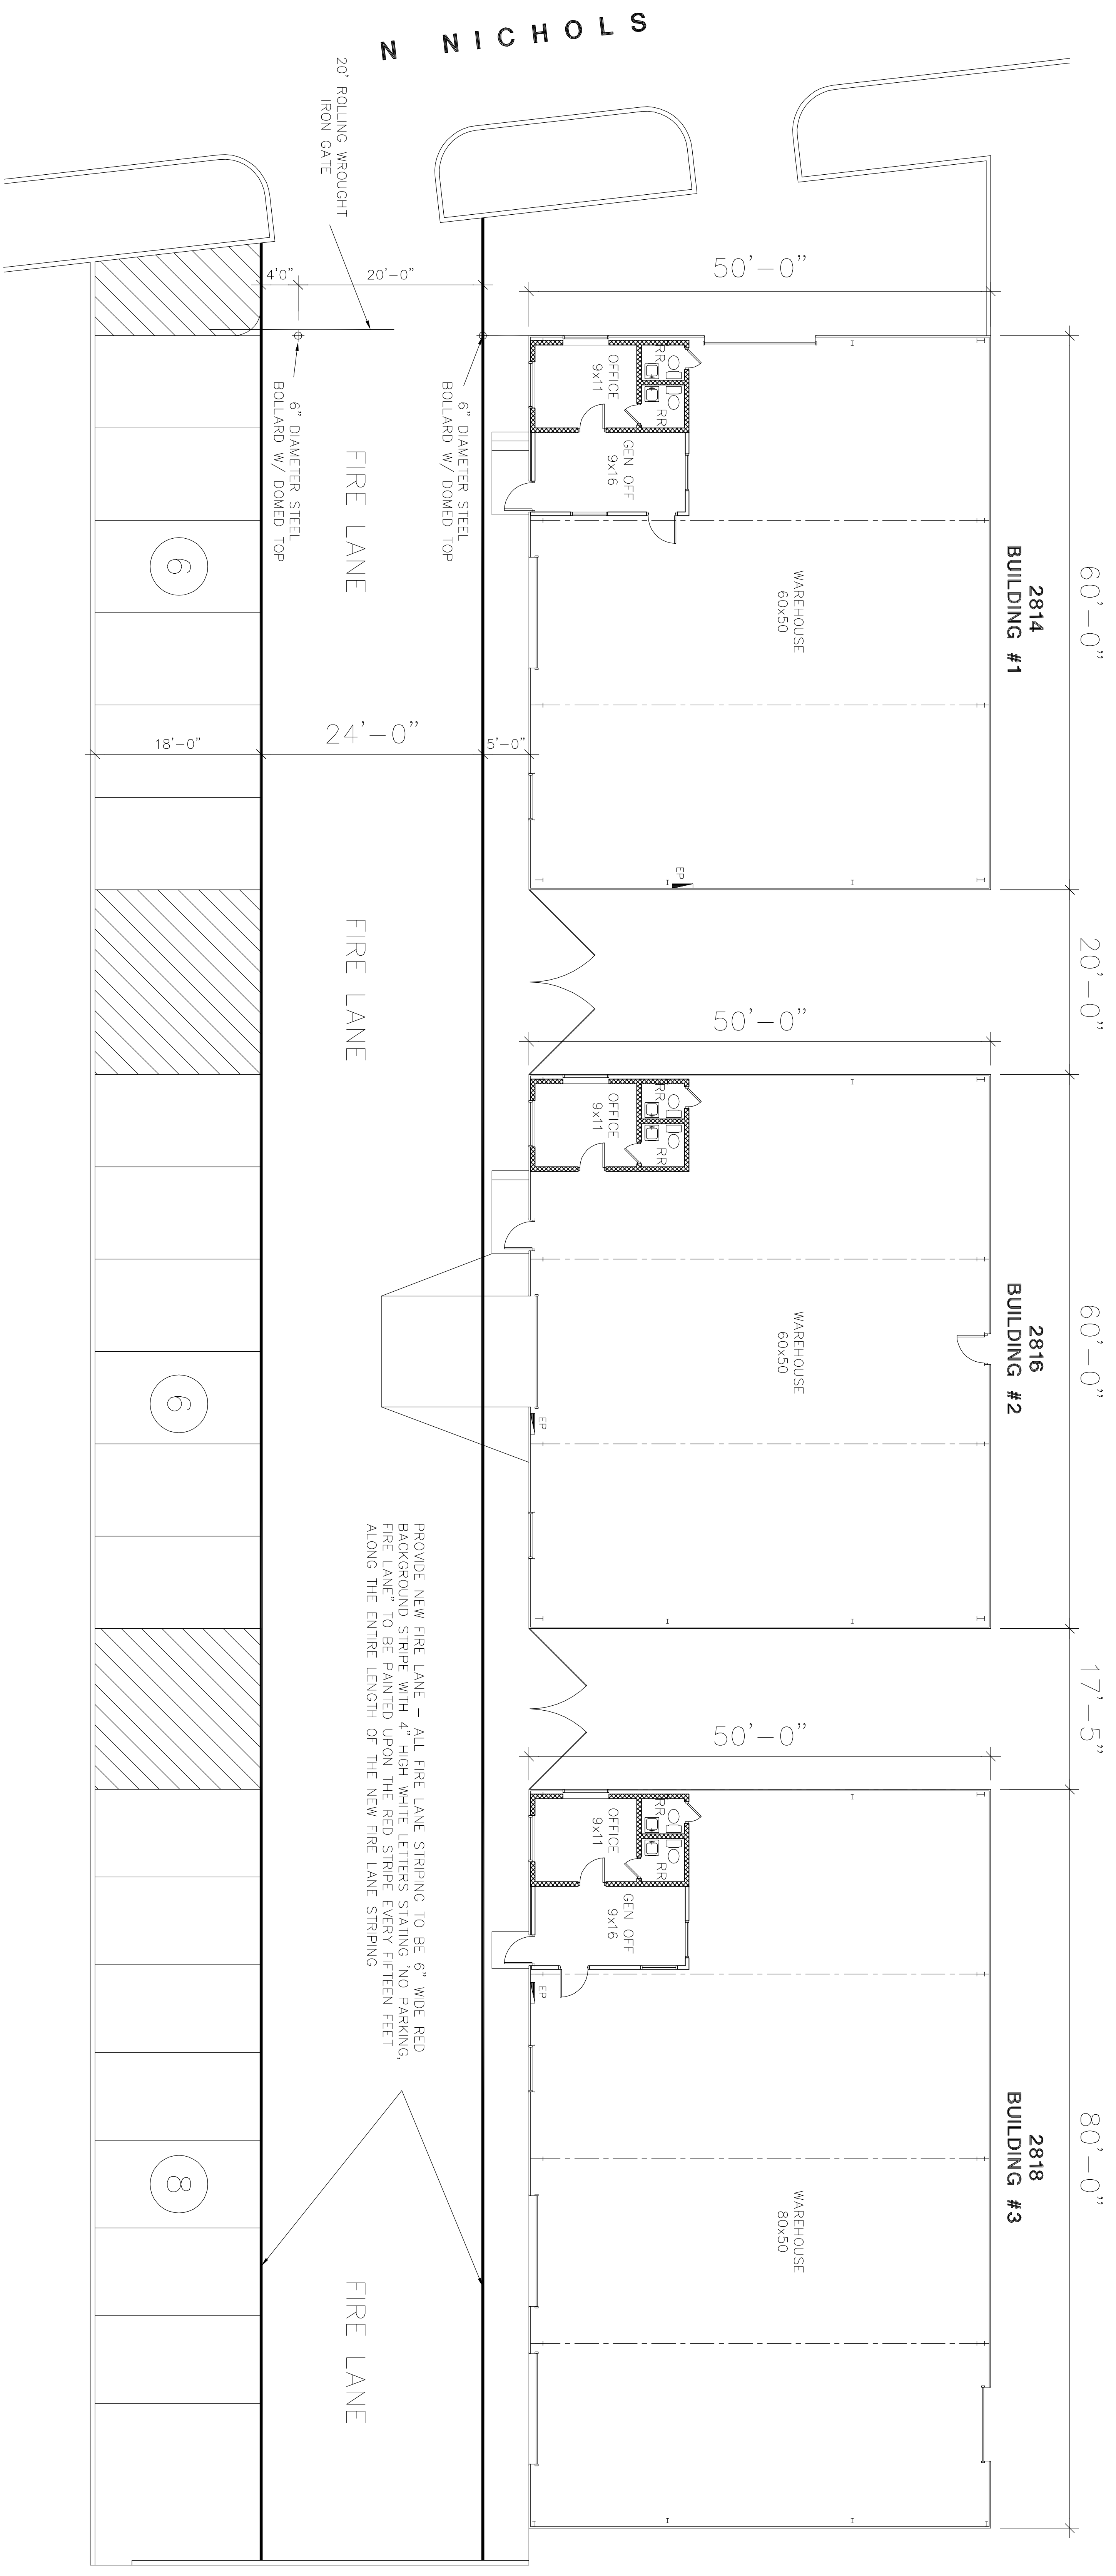 N NICHOLS
20' ROLLING WROUGHT
IRON GATE
4'0"
20'-0"
50'-0"
6" DIAMETER STEEL
BOLLARD W/ DOMED TOP
6" DIAMETER STEEL
BOLLARD W/ DOMED TOP
FIRE LANE
6
18'-0"
24'-0"
5'-0"
RR
RR
OFFICE
9x11
GEN OFF
9x16
WAREHOUSE
60x50
2814
BUILDING #1
60'-0"
EP
FIRE LANE
20'-0"
50'-0"
RR
RR
OFFICE
9x11
WAREHOUSE
60x50
2816
BUILDING #2
60'-0"
EP
6
PROVIDE NEW FIRE LANE – ALL FIRE LANE STRIPING TO BE 6" WIDE RED
BACKGROUND STRIPE WITH 4" HIGH WHITE LETTERS STATING 'NO PARKING,
FIRE LANE" TO BE PAINTED UPON THE RED STRIPE EVERY FIFTEEN FEET
ALONG THE ENTIRE LENGTH OF THE NEW FIRE LANE STRIPING
17'-5"
50'-0"
RR
RR
OFFICE
9x11
GEN OFF
9x16
EP
WAREHOUSE
80x50
2818
BUILDING #3
80'-0"
8
FIRE LANE